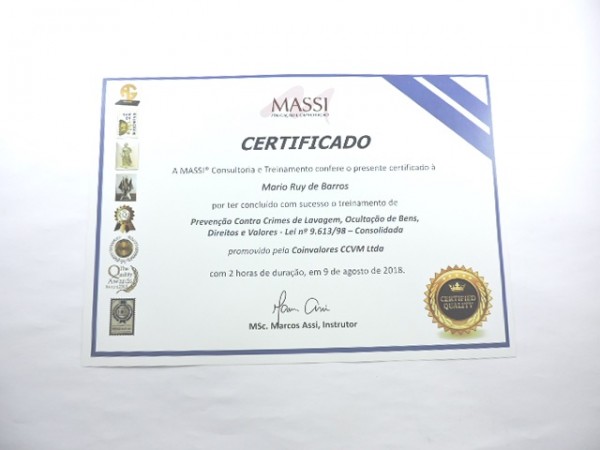 MASSI
CERTIFICADO
A MASSI® Consultoria e Treinamento confere o presente certificado à
Mario Ruy de Barros
por ter concluído com sucesso o treinamento de
Prevenção Contra Crimes de Lavagem, Ocultação de Bens,
Direitos e Valores - Lei nº 9.613/98 – Consolidada
promovido pela Coinvalores CCVM Ltda
com 2 horas de duração, em 9 de agosto de 2018.
MSc. Marcos Assi, Instrutor
CERTIFIED
QUALITY
The
Quality